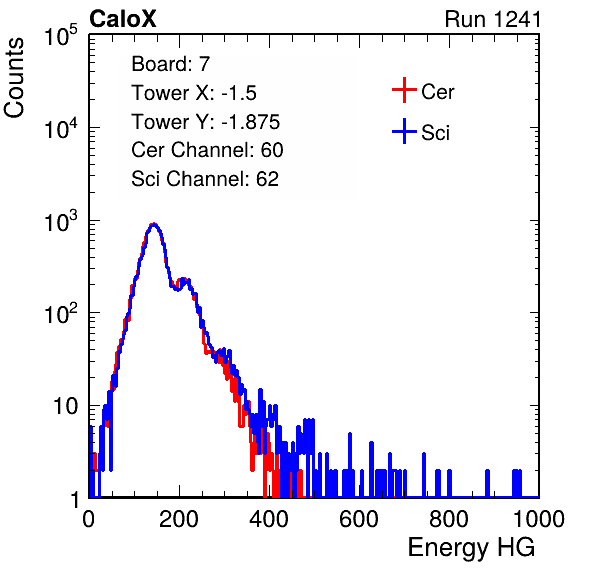 CaloX Run 1241
Counts
10^5
10^4
10^3
10^2
10
1
Board: 7
Tower X: -1.5
Tower Y: -1.875
Cer Channel: 60
Sci Channel: 62
Cer
Sci
0 200 400 600 800 1000
Energy HG